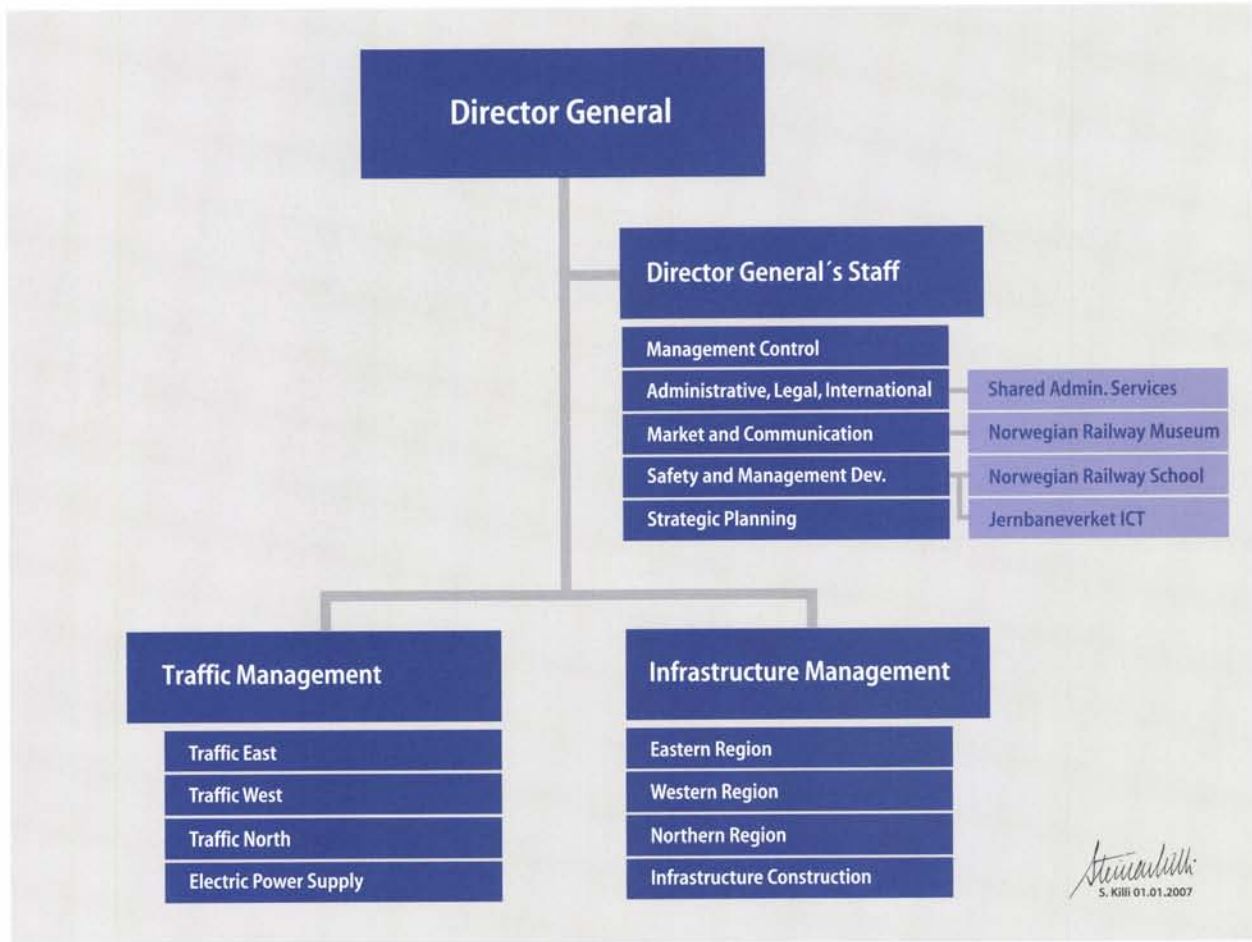 Director General
Director General´s Staff
Management Control
Administrative, Legal, International
Shared Admin. Services
Market and Communication
Norwegian Railway Museum
Safety and Management Dev.
Norwegian Railway School
Strategic Planning
Jernbaneverket ICT
Traffic Management
Traffic East
Traffic West
Traffic North
Electric Power Supply
Infrastructure Management
Eastern Region
Western Region
Northern Region
Infrastructure Construction
S. Killi 01.01.2007